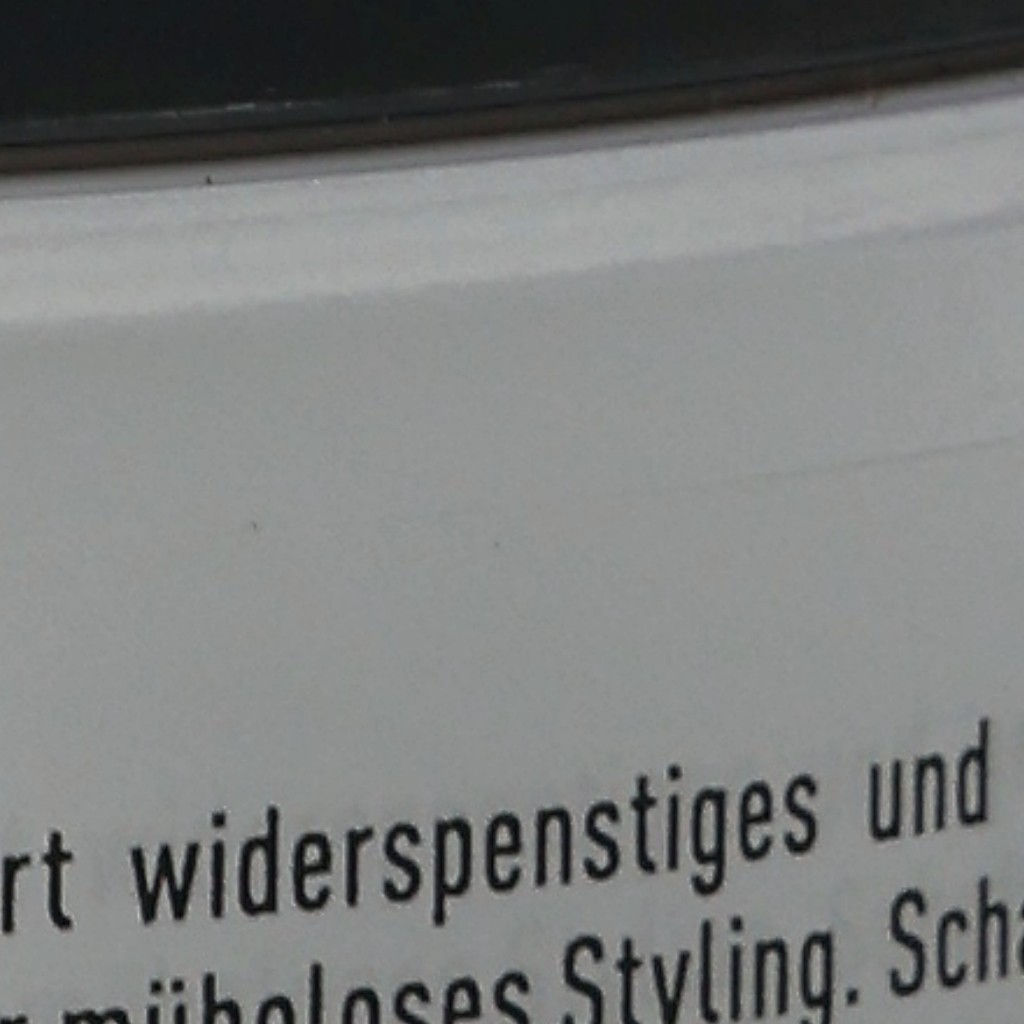 rt widerspenstiges und
müheloses Styling. Scha